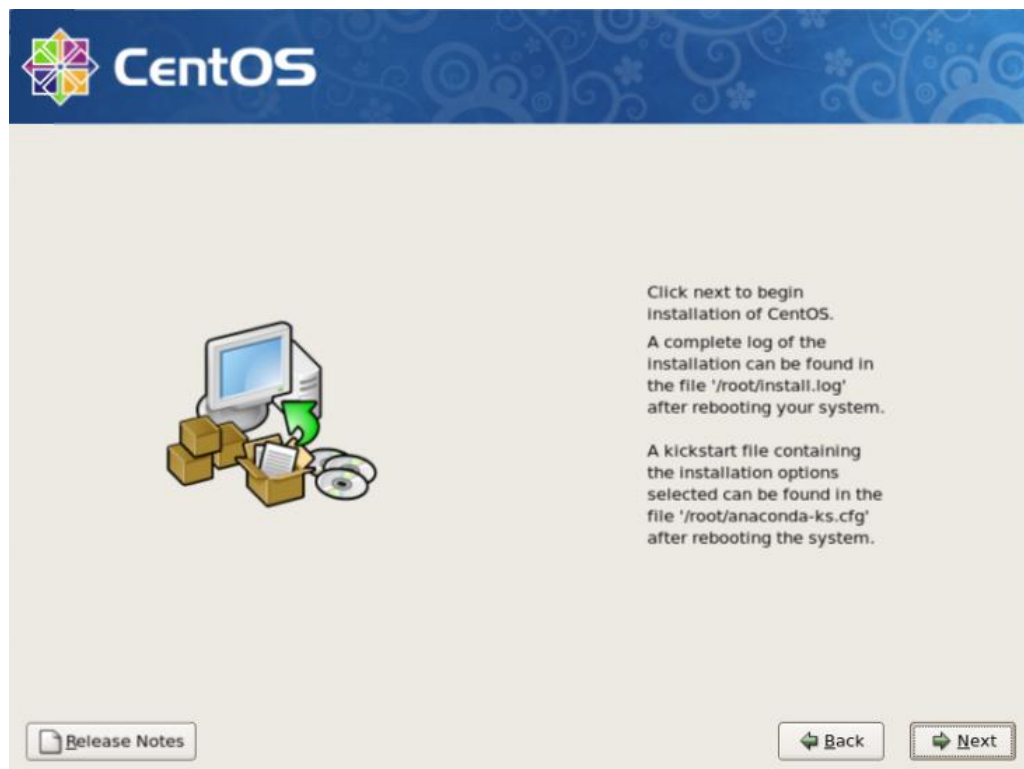 CentOS
Click next to begin
installation of CentOS.
A complete log of the
installation can be found in
the file '/root/install.log'
after rebooting your system.
A kickstart file containing
the installation options
selected can be found in the
file '/root/anaconda-ks.cfg'
after rebooting the system.
Release Notes
Back
Next